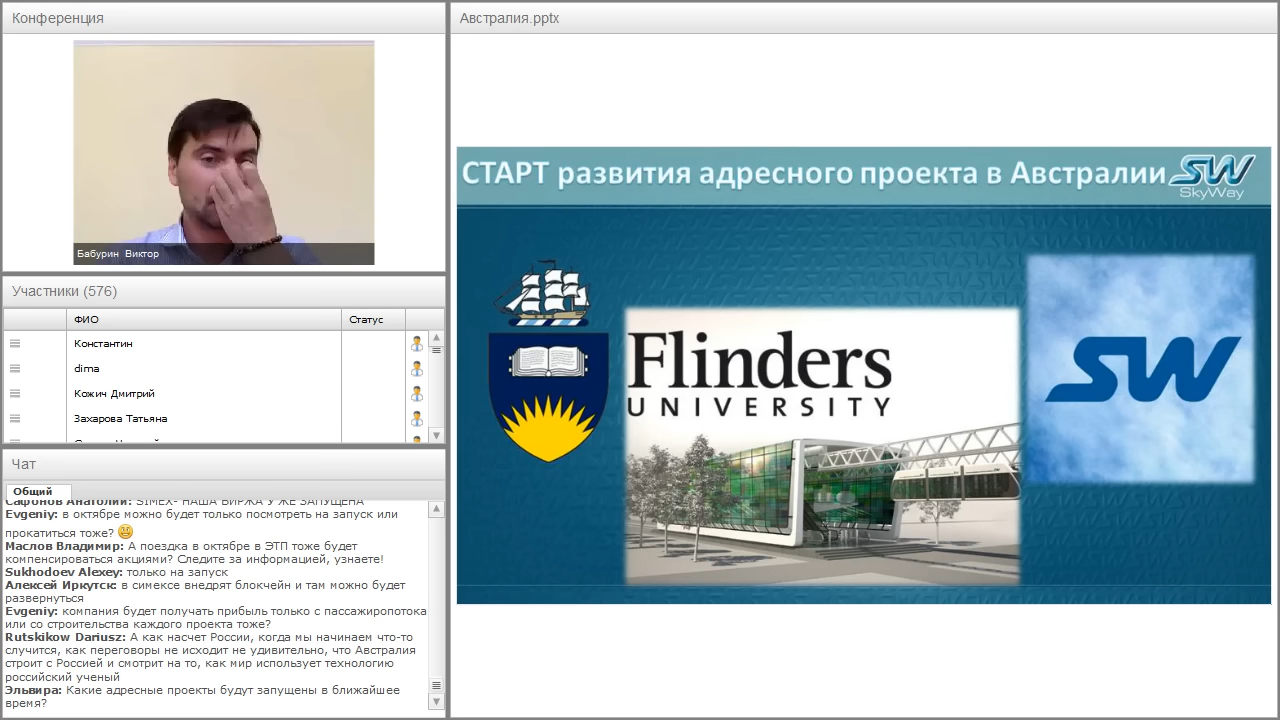 Конференция
Бабурин Виктор
Участники (576)
ФИО
Статус
Константин
dima
Кожич Дмитрий
Захарова Татьяна
Чат
Общий
Сафонов Анатолий: SIMEX- НАША БИРЖА У ЖЕ ЗАПУЩЕНА
Evgeniy: в октябре можно будет только посмотреть на запуск или
прокатиться тоже?
Маслов Владимир: А поездка в октябре в ЭТП тоже будет
компенсироваться акциями? Следите за информацией, узнаете!
Sukhodoev Alexey: только на запуск
Алексей Иркутск: в симексе внедрят блокчейн и там можно будет
развернуться
Evgeniy: компания будет получать прибыль только с пассажиропотока
или со строительства каждого проекта тоже?
Rutskikow Dariusz: А как насчет России, когда мы начинаем что-то
случится, как переговоры не исходит не удивительно, что Австралия
строит с Россией и смотрит на то, как мир использует технологию
российский ученый
Эльвира: Какие адресные проекты будут запущены в ближайшее
время?
Австралия.pptx
СТАРТ развития адресного проекта в Австралии
SW
SkyWay
Flinders
UNIVERSITY
SW